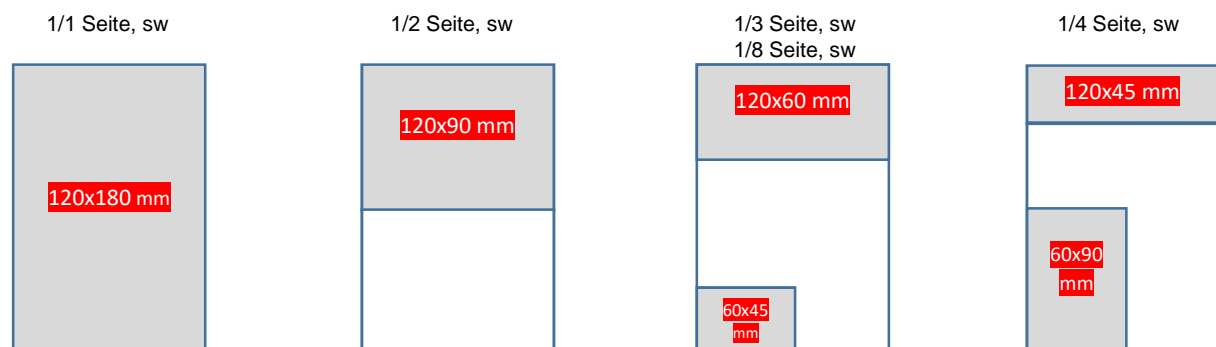 1/1 Seite, sw
1/2 Seite, sw
1/3 Seite, sw
1/8 Seite, sw
1/4 Seite, sw
120x180 mm
120x90 mm
120x60 mm
60x45
mm
120x45 mm
60x90
mm